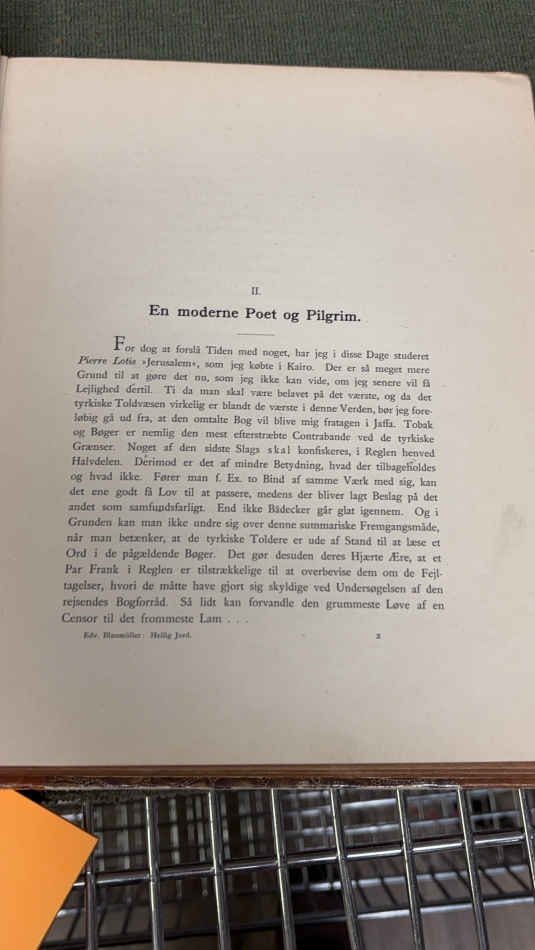 II.
En moderne Poet og Pilgrim.
For dog at forslå Tiden med noget, har jeg i disse Dage studeret
Pierre Lotis »Jerusalem«, som jeg købte i Kairo. Der er så meget mere
Grund til at gøre det nu, som jeg ikke kan vide, om jeg senere vil få
Lejlighed dertil. Ti da man skal være belavet på det værste, og da det
tyrkiske Toldvæsen virkelig er blandt de værste i denne Verden, bør jeg fore-
løbig gå ud fra, at den omtalte Bog vil blive mig fratagen i Jaffa. Tobak
og Bøger er nemlig den mest efterstræbte Contrabande ved de tyrkiske
Grænser. Noget af den sidste Slags skal konfiskeres, i Reglen henved
Halvdelen. Derimod er det af mindre Betydning, hvad der tilbageholdes
og hvad ikke. Fører man f. Ex. to Bind af samme Værk med sig, kan
det ene godt få Lov til at passere, medens der bliver lagt Beslag på det
andet som samfundsfarligt. End ikke Bädecker går glat igennem. Og i
Grunden kan man ikke undre sig over denne summariske Fremgangsmåde,
når man betænker, at de tyrkiske Toldere er ude af Stand til at læse et
Ord i de pågældende Bøger. Det gør desuden deres Hjærte Ære, at et
Par Frank i Reglen er tilstrækkelige til at overbevise dem om de Fejl-
tagelser, hvori de måtte have gjort sig skyldige ved Undersøgelsen af den
rejsendes Bogforråd. Så lidt kan forvandle den grummeste Løve af en
Censor til det frommeste Lam . . .
Edv. Blaumüller: Hellig Jord. 2